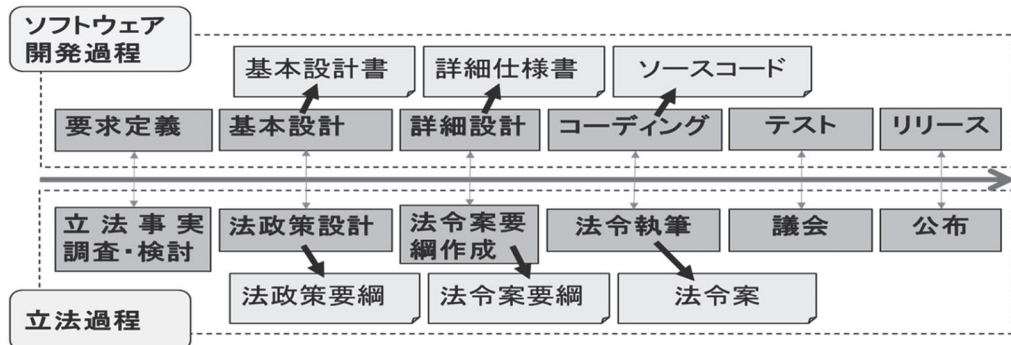 ソフトウェア
開発過程
基本設計書
詳細仕様書
ソースコード
要求定義
基本設計
詳細設計
コーディング
テスト
リリース
立法事実
調査・検討
法政策設計
法令案要
綱作成
法令執筆
議会
公布
法政策要綱
法令案要綱
法令案
立法過程